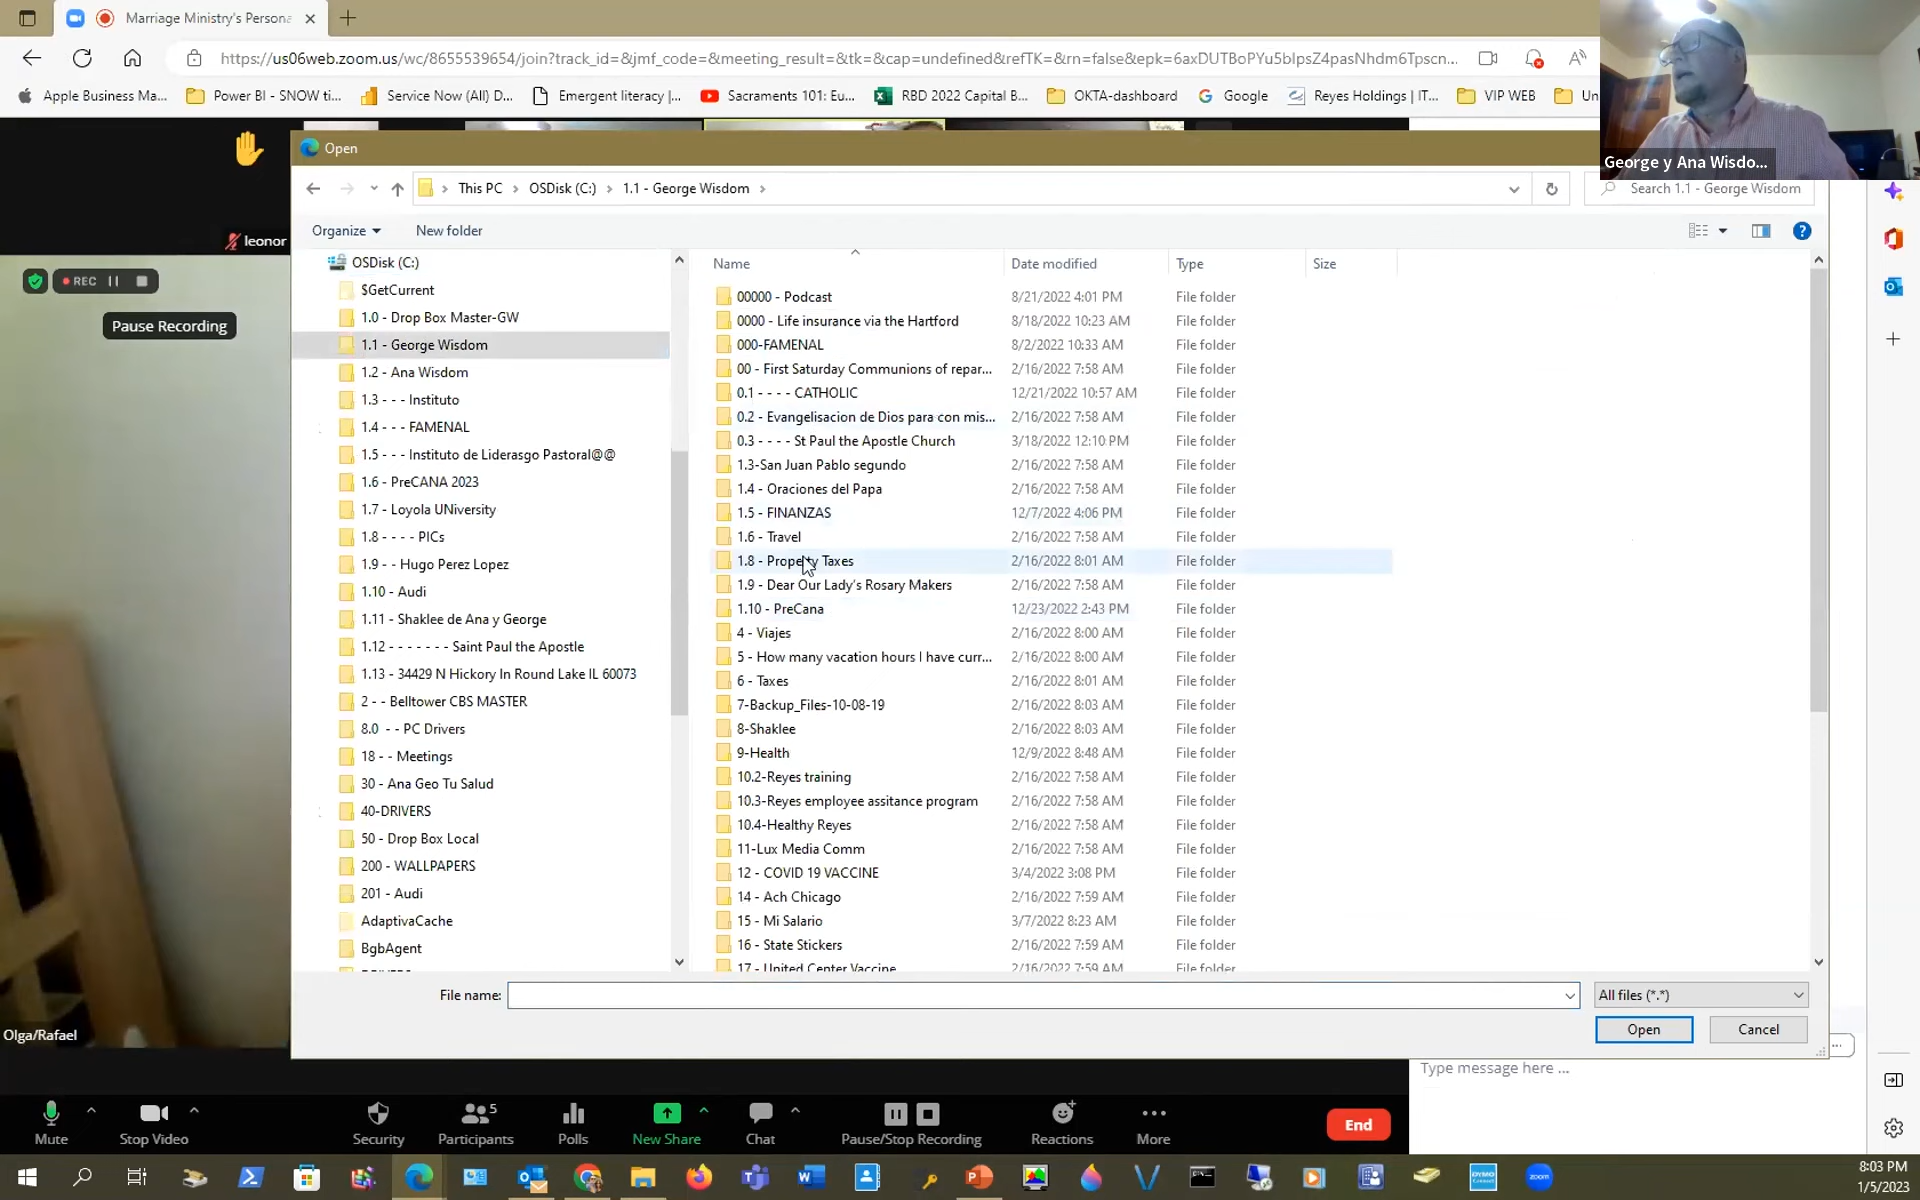 Marriage Ministry's Persona
https://us06web.zoom.us/wc/8655539654/join?track_id=&jmf_code=&meeting_result=&tk=&cap=undefined&refTK=&rn=false&epk=6axDUTBoPYu5blpsZ4pasNhdm6Tpscn...
Apple Business Ma... Power BI - SNOW ti... Service Now (All) D... Emergent literacy |... Sacraments 101: Eu... RBD 2022 Capital B... OKTA-dashboard Google Reyes Holdings | IT... VIP WEB Un
George y Ana Wisdo...
Open
This PC > OSDisk (C:) > 1.1 - George Wisdom >
Search 1.1 - George Wisdom
Organize New folder
leonor
REC
Pause Recording
Olga/Rafael
OSDisk (C:)
$GetCurrent
1.0 - Drop Box Master-GW
1.1 - George Wisdom
1.2 - Ana Wisdom
1.3 - - - Instituto
1.4 - - - FAMENAL
1.5 - - - Instituto de Liderasgo Pastoral@@
1.6 - PreCANA 2023
1.7 - Loyola UNiversity
1.8 - - - - PICs
1.9 - - Hugo Perez Lopez
1.10 - Audi
1.11 - Shaklee de Ana y George
1.12 - - - - - - - Saint Paul the Apostle
1.13 - 34429 N Hickory ln Round Lake IL 60073
2 - - Belltower CBS MASTER
8.0 - - PC Drivers
18 - - Meetings
30 - Ana Geo Tu Salud
40-DRIVERS
50 - Drop Box Local
200 - WALLPAPERS
201 - Audi
AdaptivaCache
BgbAgent
Name Date modified Type Size
00000 - Podcast 8/21/2022 4:01 PM File folder
0000 - Life insurance via the Hartford 8/18/2022 10:23 AM File folder
000-FAMENAL 8/2/2022 10:33 AM File folder
00 - First Saturday Communions of repar... 2/16/2022 7:58 AM File folder
0.1 - - - - CATHOLIC 12/21/2022 10:57 AM File folder
0.2 - Evangelisacion de Dios para con mis... 2/16/2022 7:58 AM File folder
0.3 - - - - St Paul the Apostle Church 3/18/2022 12:10 PM File folder
1.3-San Juan Pablo segundo 2/16/2022 7:58 AM File folder
1.4 - Oraciones del Papa 2/16/2022 7:58 AM File folder
1.5 - FINANZAS 12/7/2022 4:06 PM File folder
1.6 - Travel 2/16/2022 7:58 AM File folder
1.8 - Property Taxes 2/16/2022 8:01 AM File folder
1.9 - Dear Our Lady's Rosary Makers 2/16/2022 7:58 AM File folder
1.10 - PreCana 12/23/2022 2:43 PM File folder
4 - Viajes 2/16/2022 8:00 AM File folder
5 - How many vacation hours I have curr... 2/16/2022 8:00 AM File folder
6 - Taxes 2/16/2022 8:01 AM File folder
7-Backup_Files-10-08-19 2/16/2022 8:03 AM File folder
8-Shaklee 2/16/2022 8:03 AM File folder
9-Health 12/9/2022 8:48 AM File folder
10.2-Reyes training 2/16/2022 7:58 AM File folder
10.3-Reyes employee assitance program 2/16/2022 7:58 AM File folder
10.4-Healthy Reyes 2/16/2022 7:58 AM File folder
11-Lux Media Comm 2/16/2022 7:58 AM File folder
12 - COVID 19 VACCINE 3/4/2022 3:08 PM File folder
14 - Ach Chicago 2/16/2022 7:59 AM File folder
15 - Mi Salario 3/7/2022 8:23 AM File folder
16 - State Stickers 2/16/2022 7:59 AM File folder
17 - United Center Vaccine 2/16/2022 7:59 AM File folder
File name: All files (*.*)
Open Cancel
Type message here ...
Mute Stop Video Security Participants 5 Polls New Share Chat Pause/Stop Recording Reactions More End
8:03 PM
1/5/2023